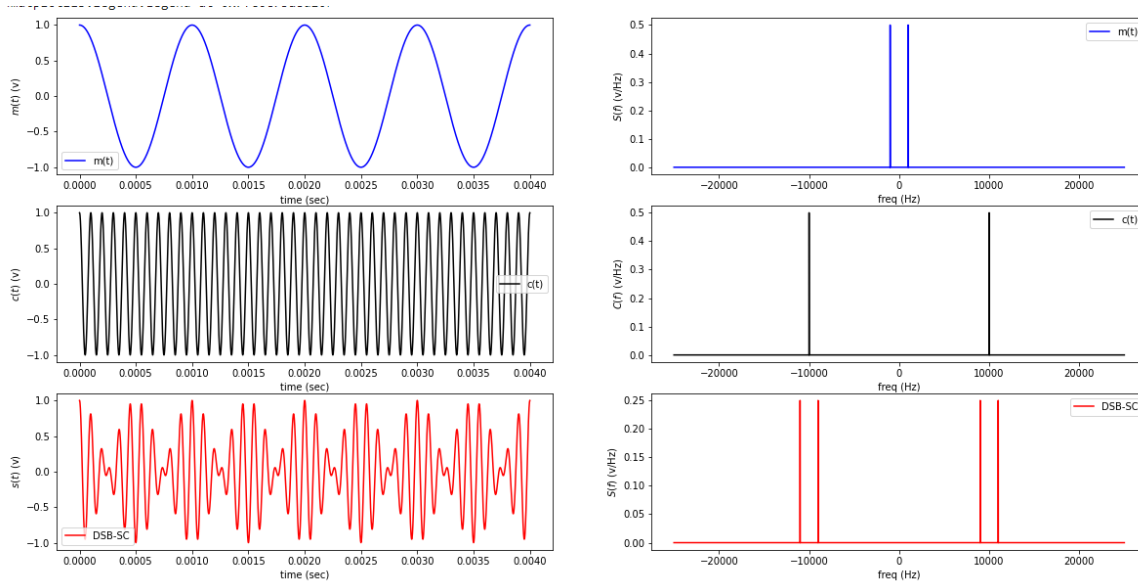 m(t) (v)
1.0
0.5
0.0
−0.5
−1.0
m(t)
0.0000 0.0005 0.0010 0.0015 0.0020 0.0025 0.0030 0.0035 0.0040
time (sec)
S(f) (v/Hz)
0.5
0.4
0.3
0.2
0.1
0.0
m(t)
−20000 −10000 0 10000 20000
freq (Hz)
c(t) (v)
1.0
0.5
0.0
−0.5
−1.0
c(t)
0.0000 0.0005 0.0010 0.0015 0.0020 0.0025 0.0030 0.0035 0.0040
time (sec)
C(f) (v/Hz)
0.5
0.4
0.3
0.2
0.1
0.0
c(t)
−20000 −10000 0 10000 20000
freq (Hz)
s(t) (v)
1.0
0.5
0.0
−0.5
−1.0
DSB-SC
0.0000 0.0005 0.0010 0.0015 0.0020 0.0025 0.0030 0.0035 0.0040
time (sec)
S(f) (v/Hz)
0.25
0.20
0.15
0.10
0.05
0.00
DSB-SC
−20000 −10000 0 10000 20000
freq (Hz)